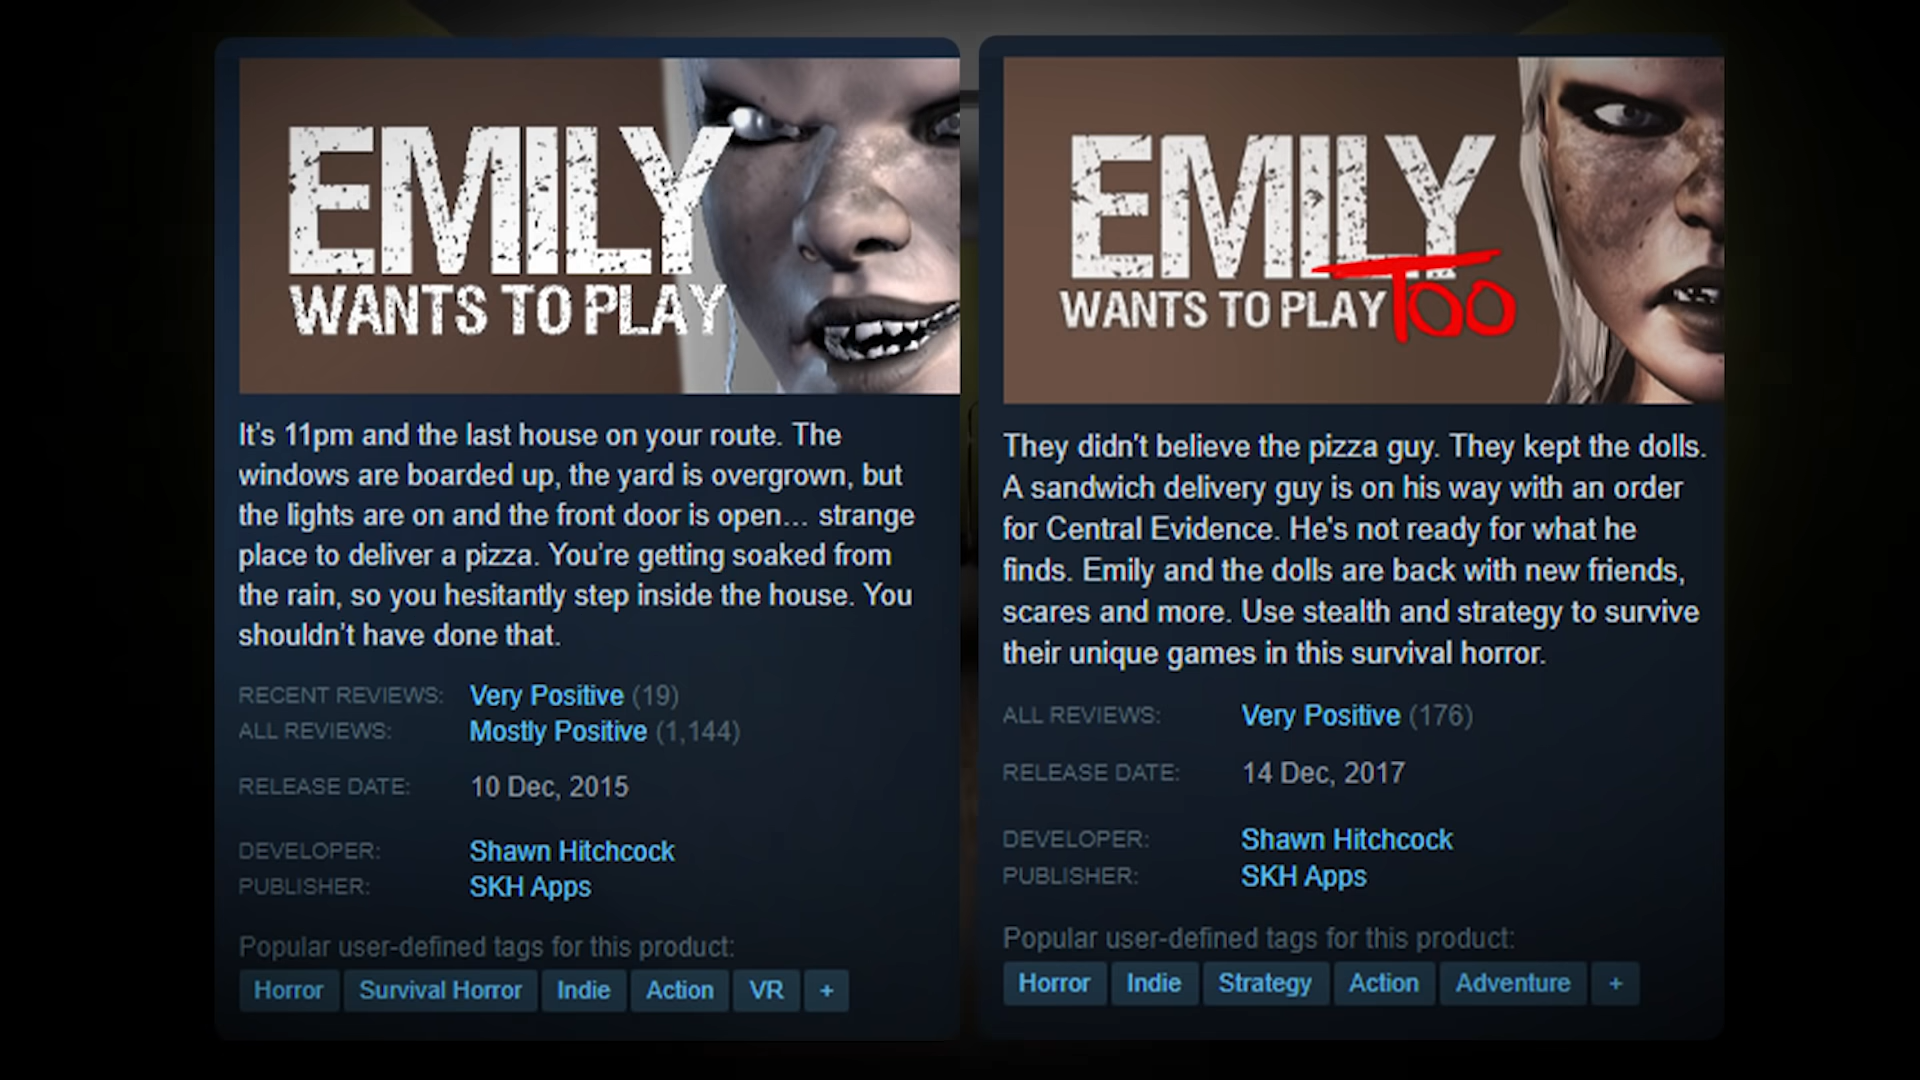 EMILY
WANTS TO PLAY
It’s 11pm and the last house on your route. The
windows are boarded up, the yard is overgrown, but
the lights are on and the front door is open… strange
place to deliver a pizza. You’re getting soaked from
the rain, so you hesitantly step inside the house. You
shouldn’t have done that.
RECENT REVIEWS: Very Positive (19)
ALL REVIEWS: Mostly Positive (1,144)
RELEASE DATE: 10 Dec, 2015
DEVELOPER: Shawn Hitchcock
PUBLISHER: SKH Apps
Popular user-defined tags for this product:
Horror Survival Horror Indie Action VR +
EMILY
WANTS TO PLAY TOO
They didn't believe the pizza guy. They kept the dolls.
A sandwich delivery guy is on his way with an order
for Central Evidence. He's not ready for what he
finds. Emily and the dolls are back with new friends,
scares and more. Use stealth and strategy to survive
their unique games in this survival horror.
ALL REVIEWS: Very Positive (176)
RELEASE DATE: 14 Dec, 2017
DEVELOPER: Shawn Hitchcock
PUBLISHER: SKH Apps
Popular user-defined tags for this product:
Horror Indie Strategy Action Adventure +